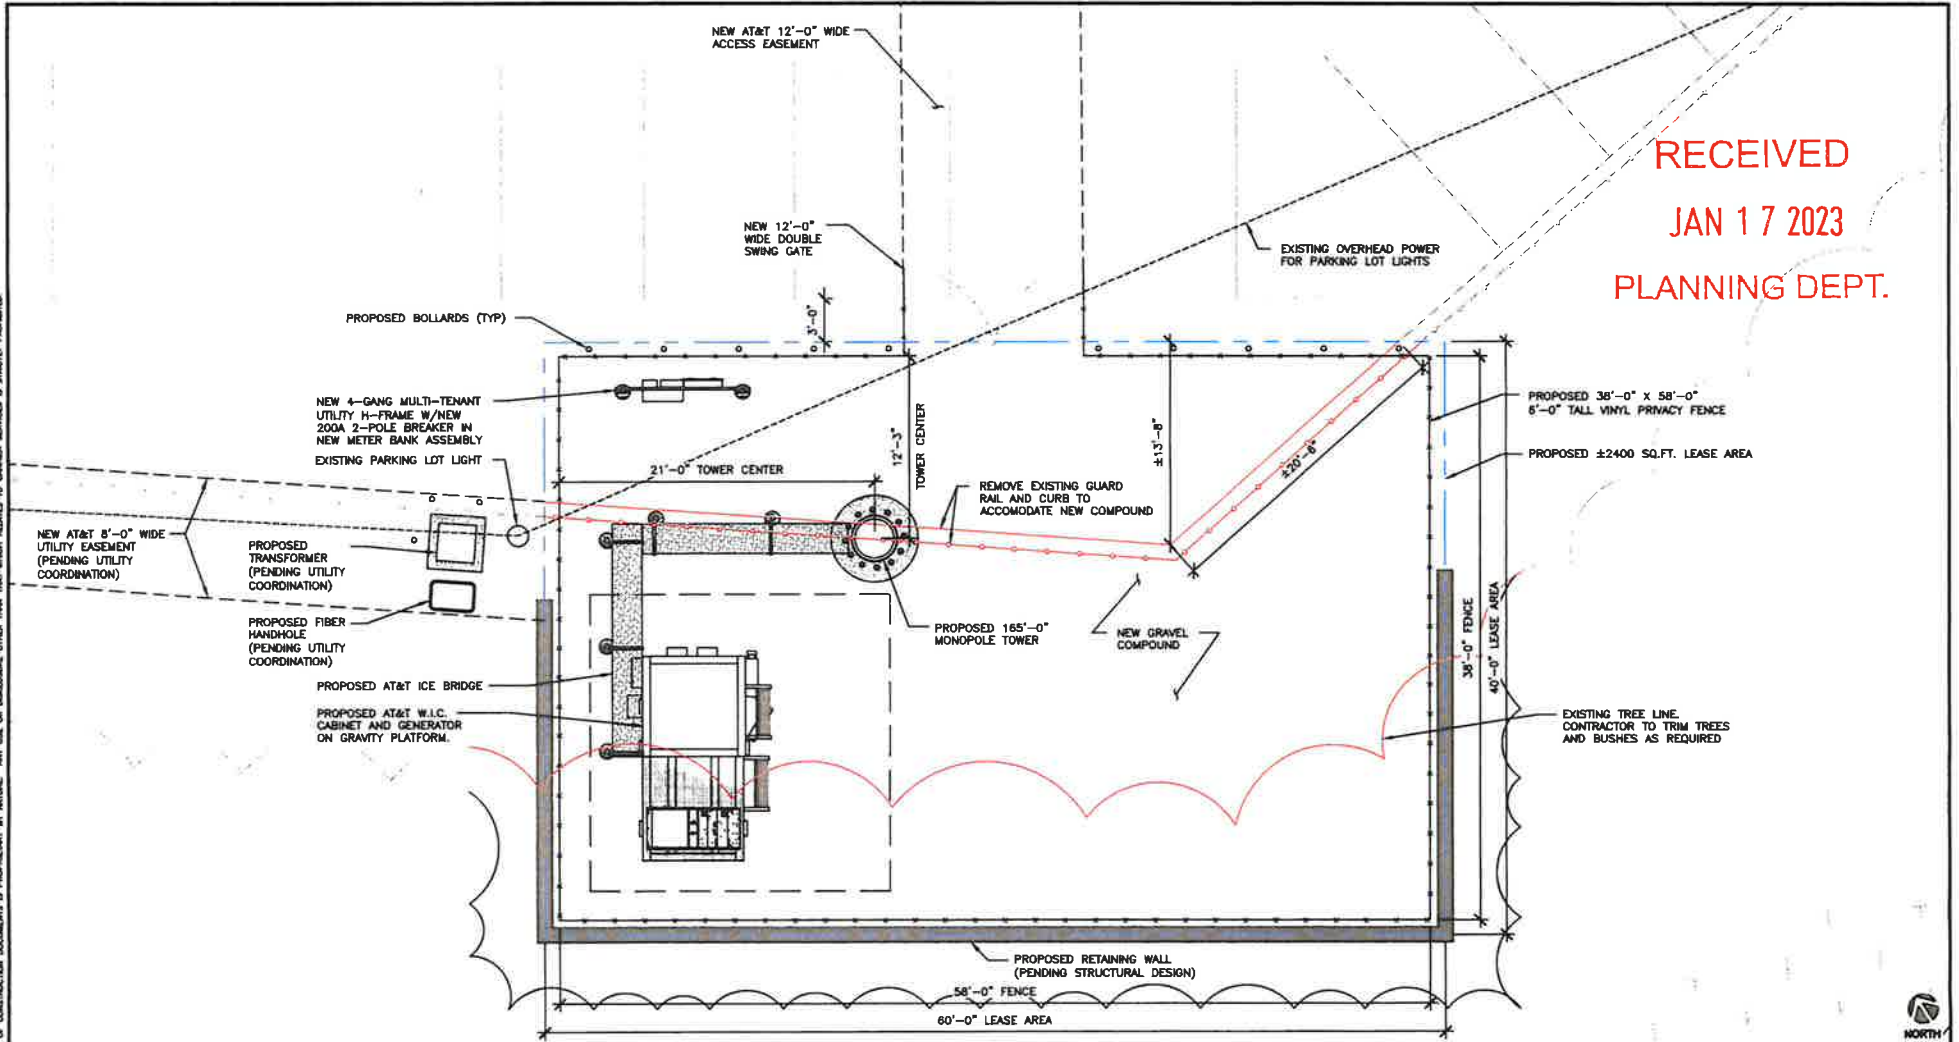 NEW AT&T 12'-0" WIDE
ACCESS EASEMENT
RECEIVED
JAN 17 2023
PLANNING DEPT.
NEW 12'-0"
WIDE DOUBLE
SWING GATE
EXISTING OVERHEAD POWER
FOR PARKING LOT LIGHTS
PROPOSED BOLLARDS (TYP)
3'-0"
NEW 4-GANG MULTI-TENANT
UTILITY H-FRAME W/NEW
200A 2-POLE BREAKER IN
NEW METER BANK ASSEMBLY
EXISTING PARKING LOT LIGHT
12'-3"
TOWER CENTER
±13'-8"
±20'-6"
PROPOSED 38'-0" X 58'-0"
6'-0" TALL VINYL PRIVACY FENCE
PROPOSED ±2400 SQ.FT. LEASE AREA
21'-0" TOWER CENTER
REMOVE EXISTING GUARD
RAIL AND CURB TO
ACCOMODATE NEW COMPOUND
NEW AT&T 8'-0" WIDE
UTILITY EASEMENT
(PENDING UTILITY
COORDINATION)
PROPOSED
TRANSFORMER
(PENDING UTILITY
COORDINATION)
PROPOSED FIBER
HANDHOLE
(PENDING UTILITY
COORDINATION)
PROPOSED 165'-0"
MONOPOLE TOWER
NEW GRAVEL
COMPOUND
38'-0" FENCE
40'-0" LEASE AREA
PROPOSED AT&T ICE BRIDGE
PROPOSED AT&T W.I.C.
CABINET AND GENERATOR
ON GRAVITY PLATFORM.
EXISTING TREE LINE.
CONTRACTOR TO TRIM TREES
AND BUSHES AS REQUIRED
PROPOSED RETAINING WALL
(PENDING STRUCTURAL DESIGN)
58'-0" FENCE
60'-0" LEASE AREA
NORTH